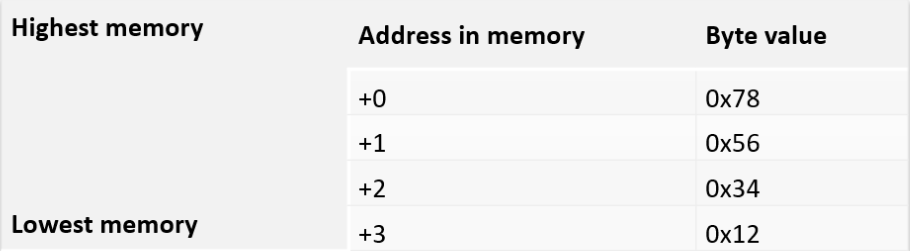 Highest memory
Address in memory Byte value
+0 0x78
+1 0x56
+2 0x34
Lowest memory
+3 0x12